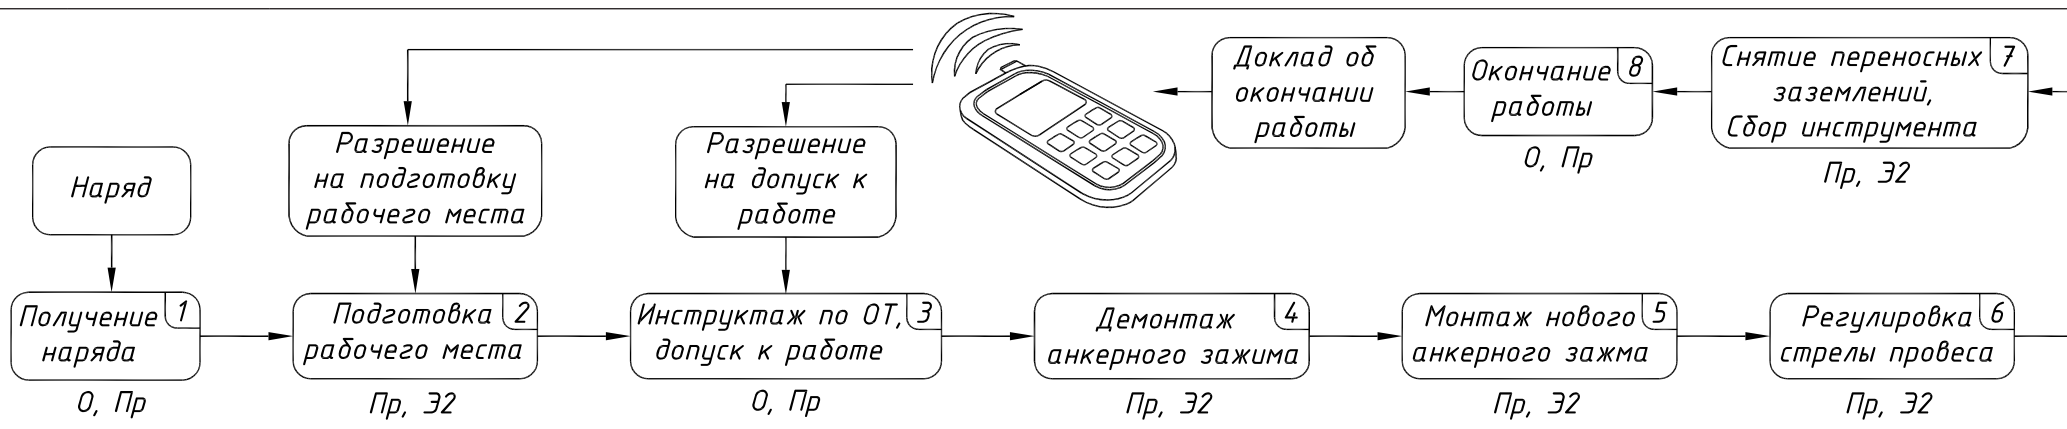 Доклад об
окончании
работы
Окончание 8
работы
О, Пр
Снятие переносных 7
заземлений,
Сбор инструмента
Пр, Э2
Наряд
Разрешение
на подготовку
рабочего места
Разрешение
на допуск к
работе
Получение 1
наряда
О, Пр
Подготовка 2
рабочего места
Пр, Э2
Инструктаж по ОТ, 3
допуск к работе
О, Пр
Демонтаж 4
анкерного зажима
Пр, Э2
Монтаж нового 5
анкерного зажма
Пр, Э2
Регулировка 6
стрелы провеса
Пр, Э2